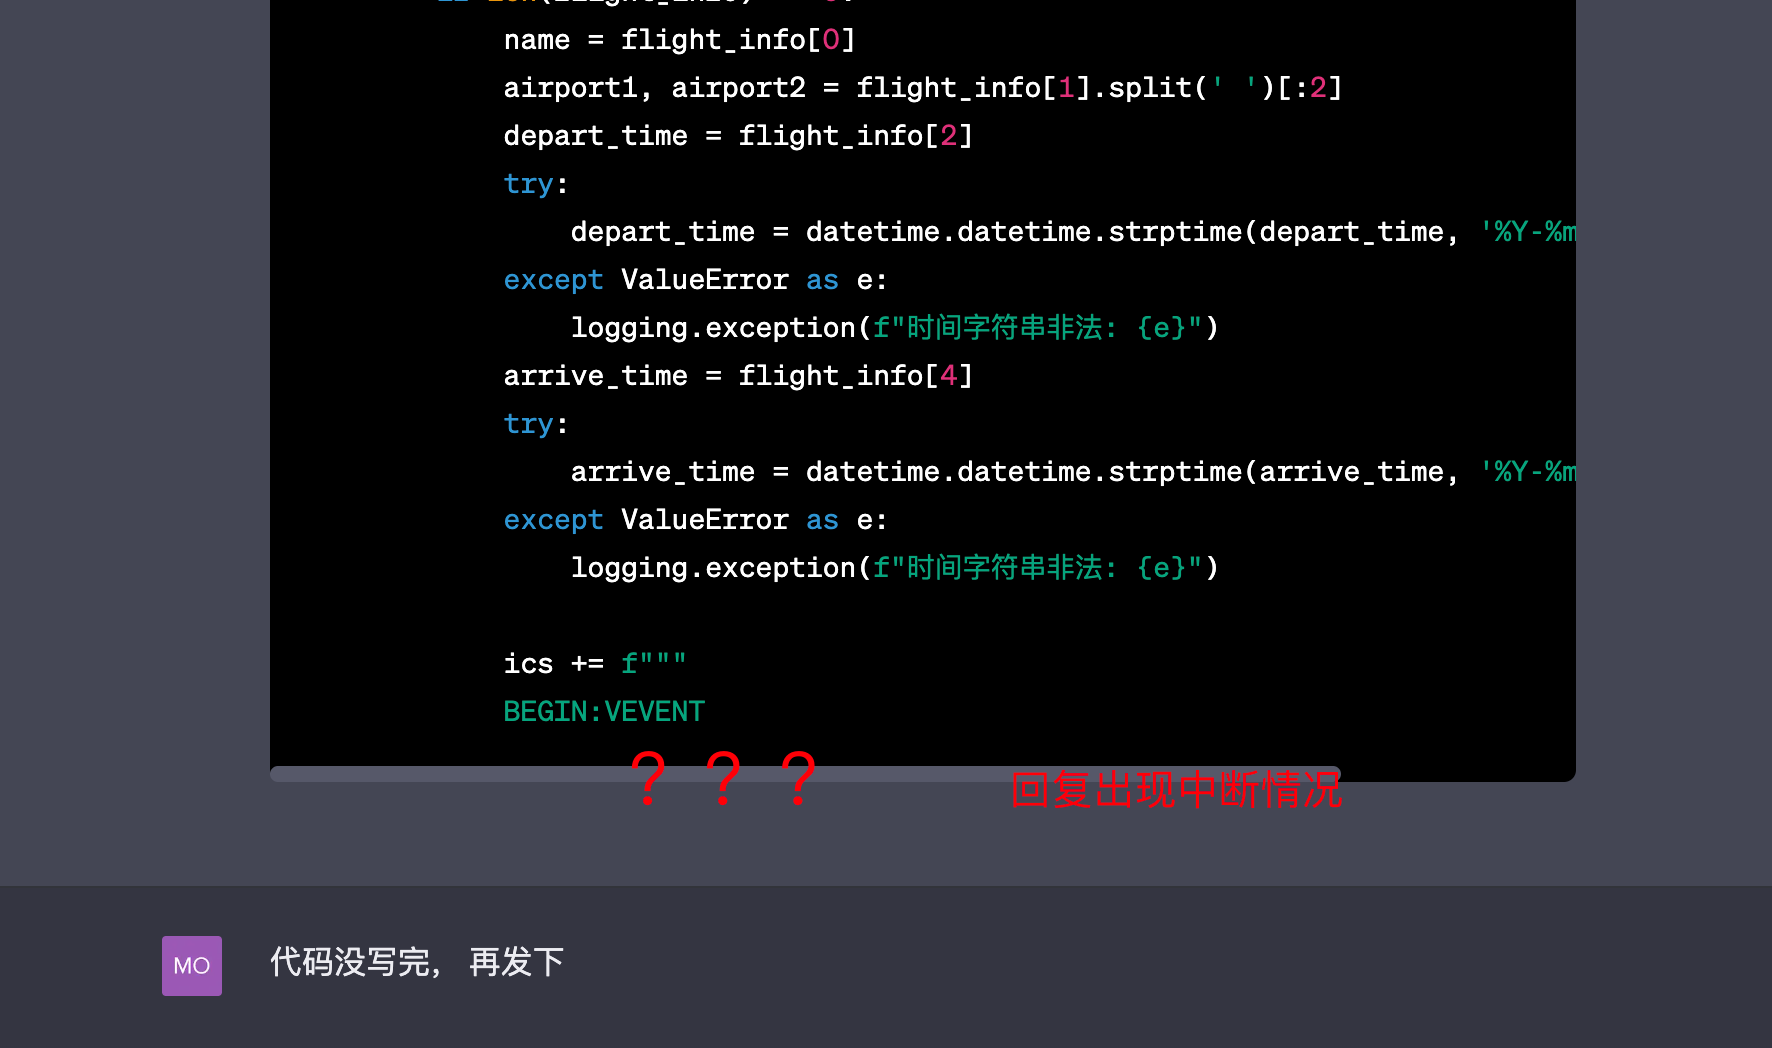 name = flight_info[0]
airport1, airport2 = flight_info[1].split(' ')[:2]
depart_time = flight_info[2]
try:
depart_time = datetime.datetime.strptime(depart_time, '%Y-%m
except ValueError as e:
logging.exception(f"时间字符串非法: {e}")
arrive_time = flight_info[4]
try:
arrive_time = datetime.datetime.strptime(arrive_time, '%Y-%m
except ValueError as e:
logging.exception(f"时间字符串非法: {e}")
ics += f"""
BEGIN:VEVENT
？？？
回复出现中断情况
MO
代码没写完， 再发下